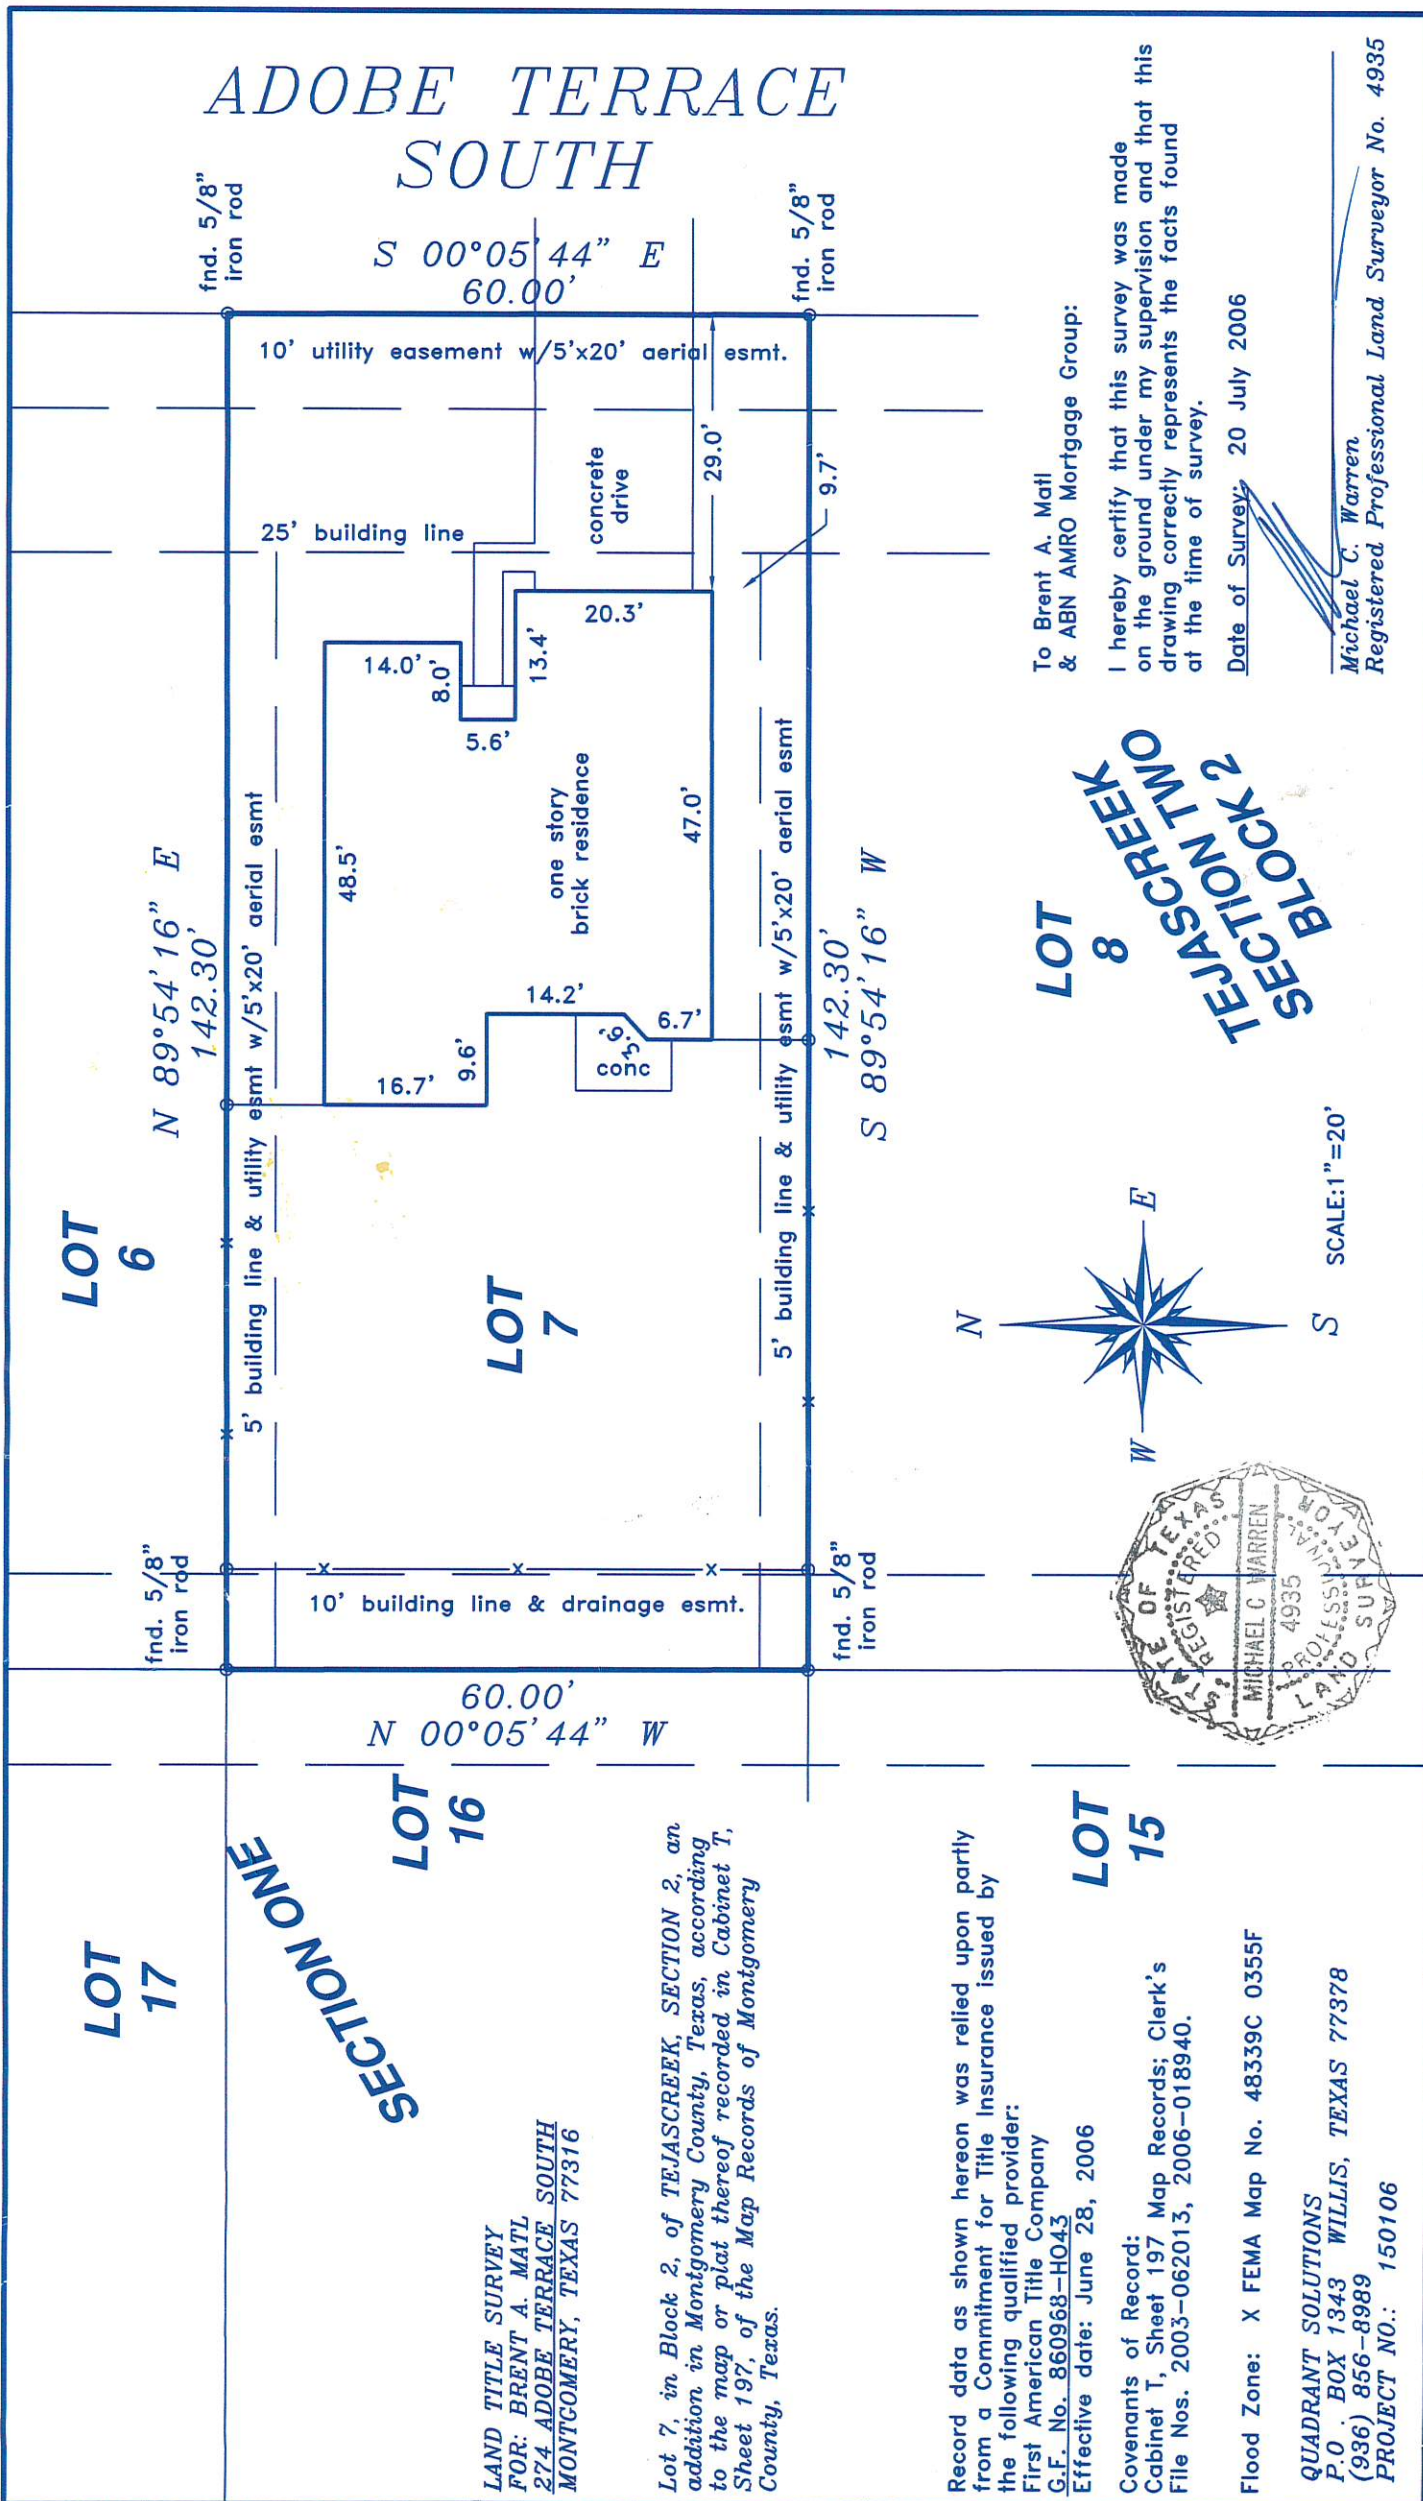 ADOBE TERRACE
SOUTH
fnd. 5/8"
iron rod
S 00°05'44" E
60.00'
fnd. 5/8"
iron rod
10' utility easement w/5'x20' aerial esmt.
25' building line
concrete
drive
29.0'
9.7'
20.3'
14.0'
8.0'
13.4'
5.6'
48.5'
one story
brick residence
47.0'
14.2'
16.7'
9.6'
3.6'
6.7'
conc
N 89°54'16" E
142.30'
5' building line & utility esmt w/5'x20' aerial esmt
5' building line & utility esmt w/5'x20' aerial esmt
142.30'
S 89°54'16" W
LOT
6
LOT
7
LOT
8
TEJASCREEK
SECTION TWO
BLOCK 2
fnd. 5/8"
iron rod
10' building line & drainage esmt.
fnd. 5/8"
iron rod
60.00'
N 00°05'44" W
LOT
17
LOT
16
LOT
15
SECTION ONE
To Brent A. Matl
& ABN AMRO Mortgage Group:
I hereby certify that this survey was made
on the ground under my supervision and that this
drawing correctly represents the facts found
at the time of survey.
Date of Survey: 20 July 2006
Michael C. Warren
Registered Professional Land Surveyor No. 4935
N
E
W
S
SCALE:1"=20'
STATE OF TEXAS
REGISTERED
MICHAEL C WARREN
4935
PROFESSIONAL
LAND SURVEYOR
LAND TITLE SURVEY
FOR: BRENT A. MATL
274 ADOBE TERRACE SOUTH
MONTGOMERY, TEXAS 77316
Lot 7, in Block 2, of TEJASCREEK, SECTION 2, an
addition in Montgomery County, Texas, according
to the map or plat thereof recorded in Cabinet T,
Sheet 197, of the Map Records of Montgomery
County, Texas.
Record data as shown hereon was relied upon partly
from a Commitment for Title Insurance issued by
the following qualified provider:
First American Title Company
G.F. No. 860968-HO43
Effective date: June 28, 2006
Covenants of Record:
Cabinet T, Sheet 197 Map Records; Clerk's
File Nos. 2003-062013, 2006-018940.
Flood Zone: X FEMA Map No. 48339C 0355F
QUADRANT SOLUTIONS
P.O. BOX 1343 WILLIS, TEXAS 77378
(936) 856-8989
PROJECT NO.: 150106